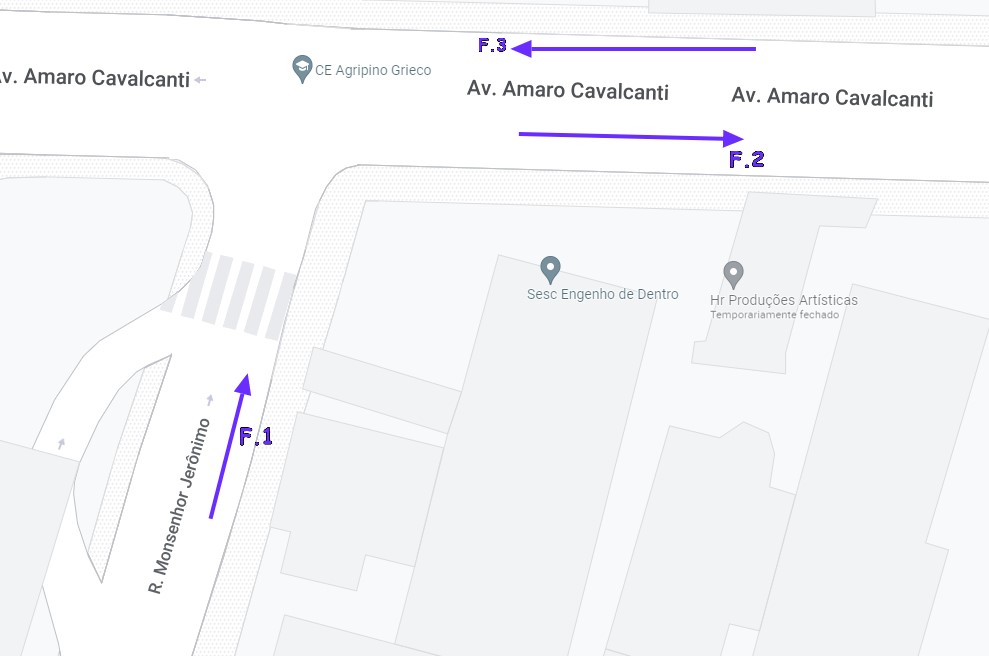 F.3
v. Amaro Cavalcanti
CE Agripino Grieco
Av. Amaro Cavalcanti
Av. Amaro Cavalcanti
F.2
Sesc Engenho de Dentro
Hr Produções Artísticas
Temporariamente fechado
F.1
R. Monsenhor Jerônimo